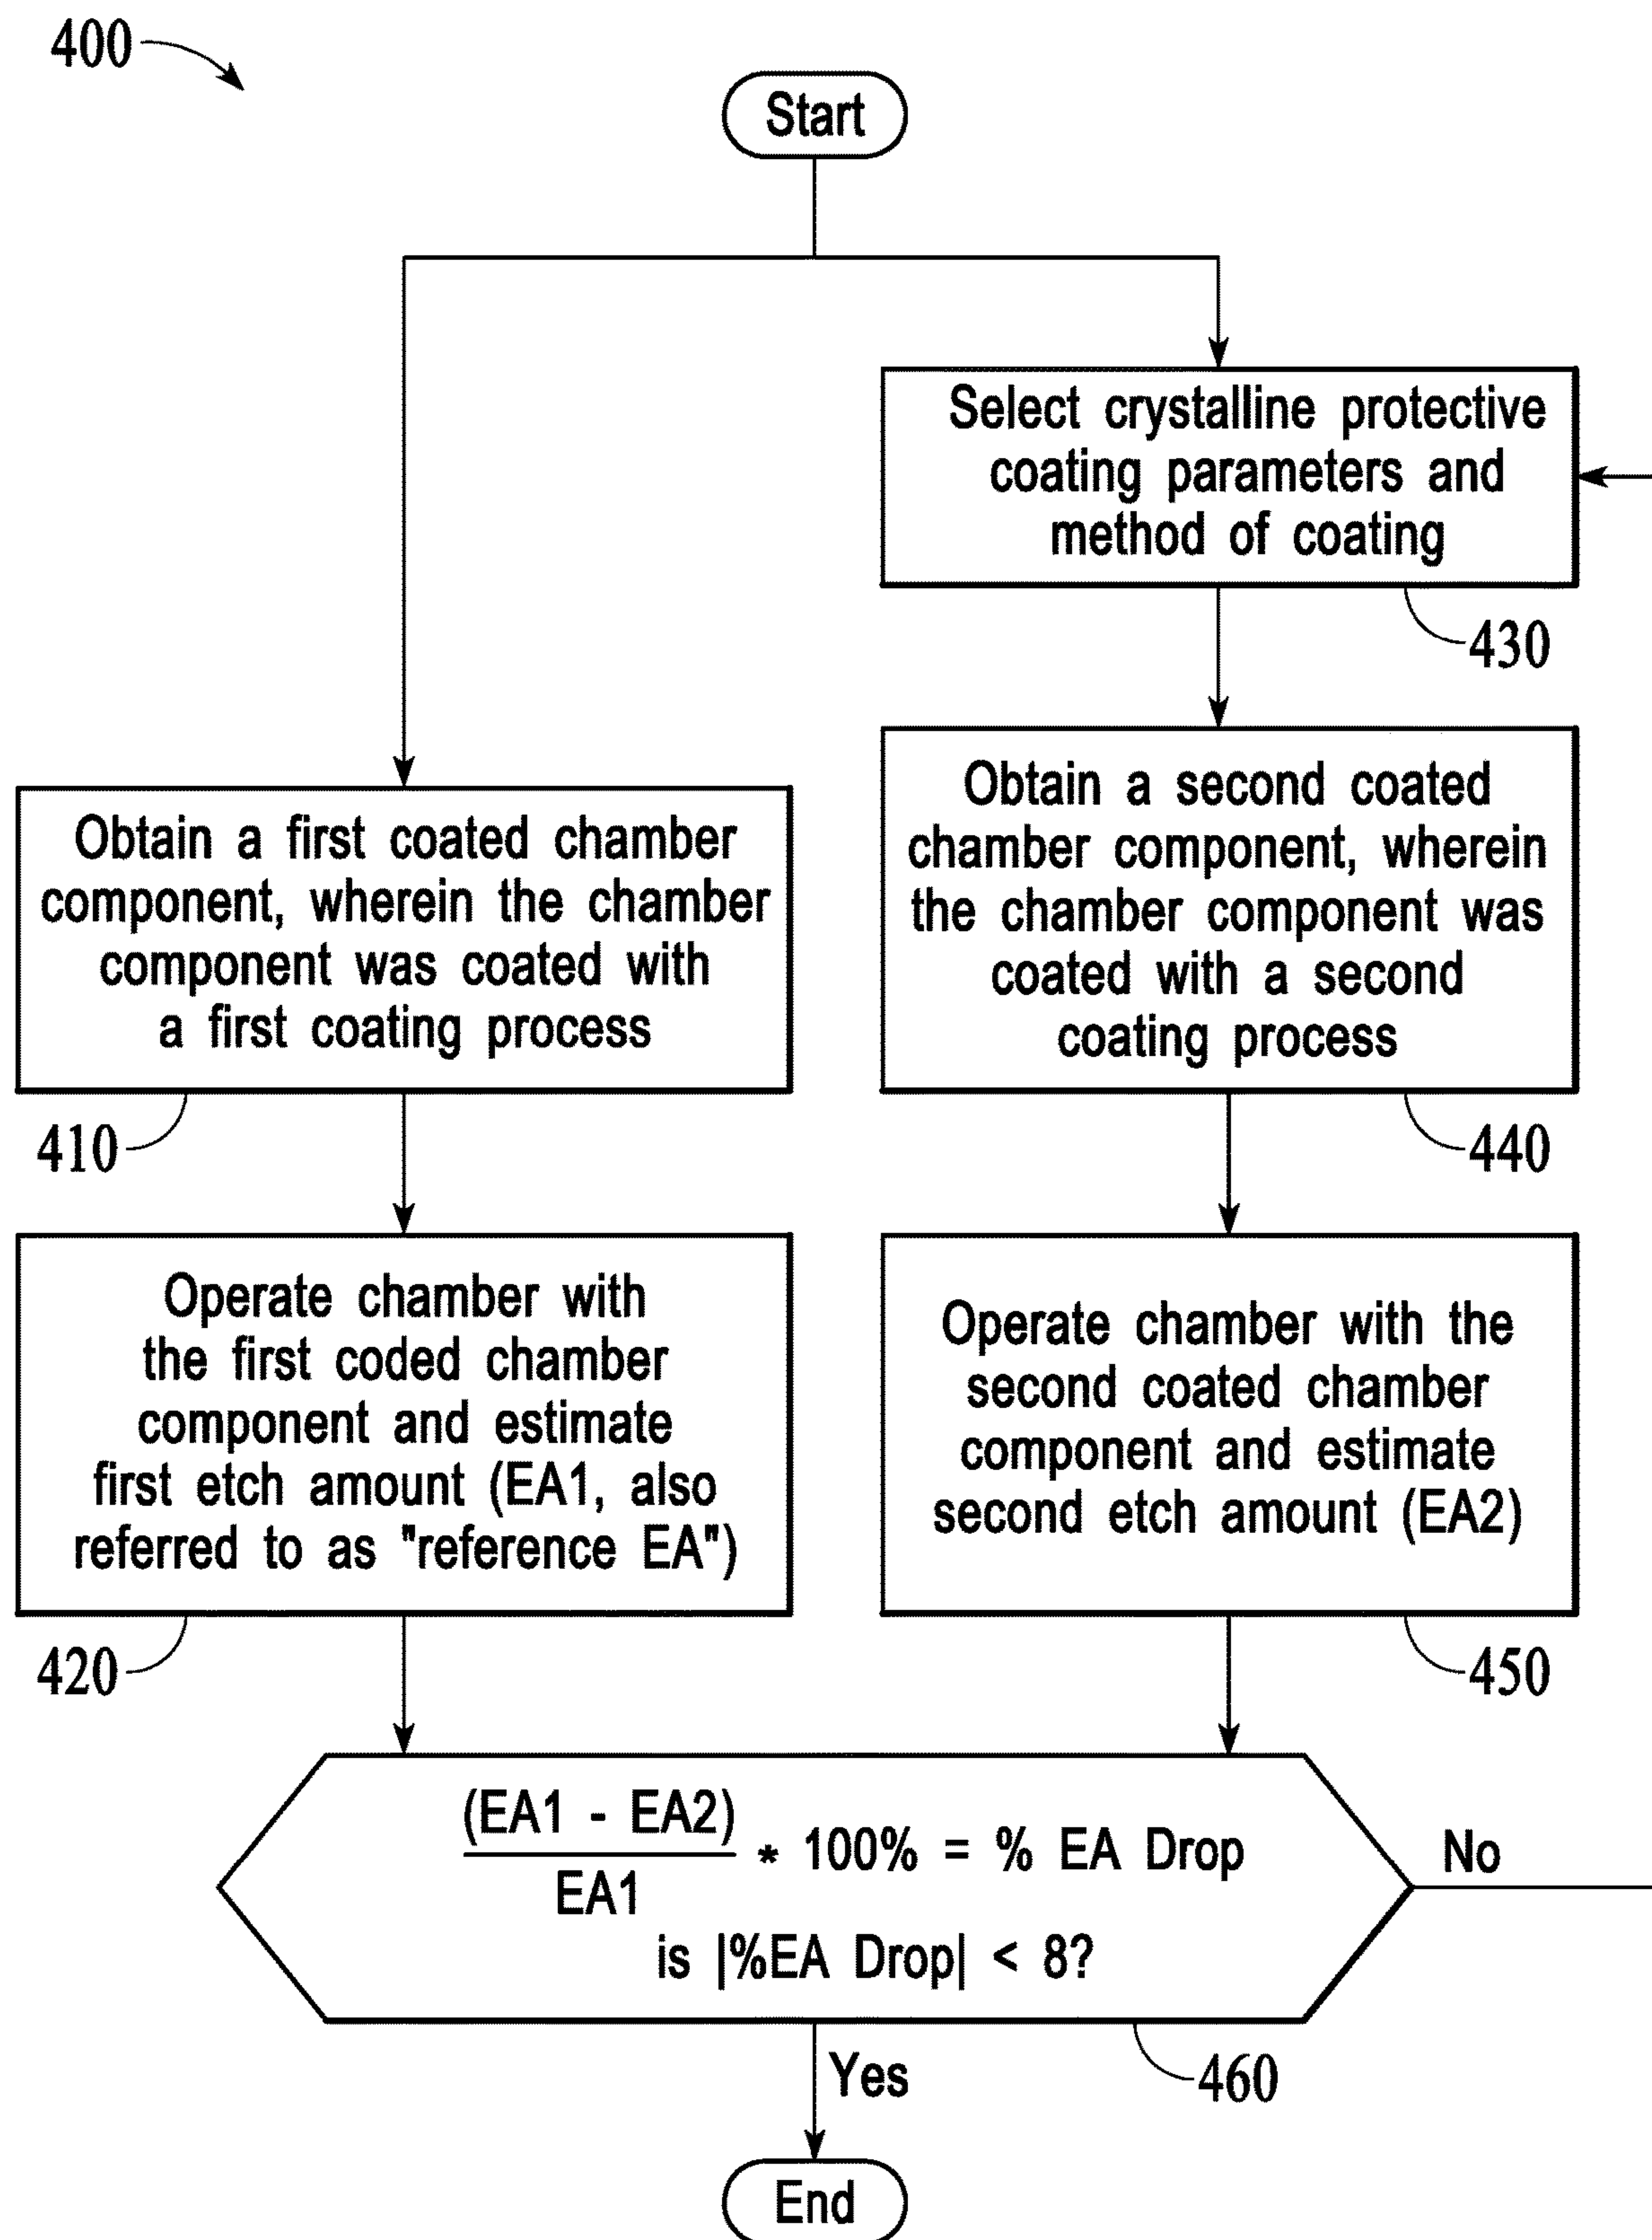 400
Start
Select crystalline protective
coating parameters and
method of coating
430
Obtain a first coated chamber
component, wherein the chamber
component was coated with
a first coating process
410
Obtain a second coated
chamber component, wherein
the chamber component was
coated with a second
coating process
440
Operate chamber with
the first coded chamber
component and estimate
first etch amount (EA1, also
referred to as "reference EA")
420
Operate chamber with the
second coated chamber
component and estimate
second etch amount (EA2)
450
(EA1 - EA2)
EA1
* 100% = % EA Drop
is |%EA Drop| < 8?
No
460
Yes
End